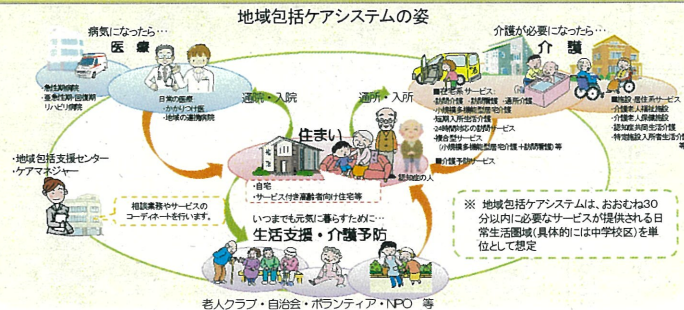 地域包括ケアシステムの姿
病気になったら…
医 療
・急性期病院
・亜急性期・回復期
リハビリ病院
日常の医療
・かかりつけ医
・地域の連携病院
通院・入院
通所・入所
介護が必要になったら…
介 護
■在宅系サービス:
・訪問介護 ・訪問看護 ・通所介護
・小規模多機能型居宅介護
・短期入所生活介護
・24時間対応の訪問サービス
・複合型サービス
(小規模多機能型居宅介護+訪問看護)等
■介護予防サービス
■施設・居住系サービス
・介護老人福祉施設
・介護老人保健施設
・認知症共同生活介護
・特定施設入所者生活介護
等
住まい
・自宅
・サービス付き高齢者向け住宅等
認知症の人
・地域包括支援センター
・ケアマネジャー
相談業務やサービスの
コーディネートを行います。
いつまでも元気に暮らすために…
生活支援・介護予防
老人クラブ・自治会・ボランティア・NPO 等
※ 地域包括ケアシステムは、おおむね30
分以内に必要なサービスが提供される日
常生活圏域(具体的には中学校区)を単
位として想定